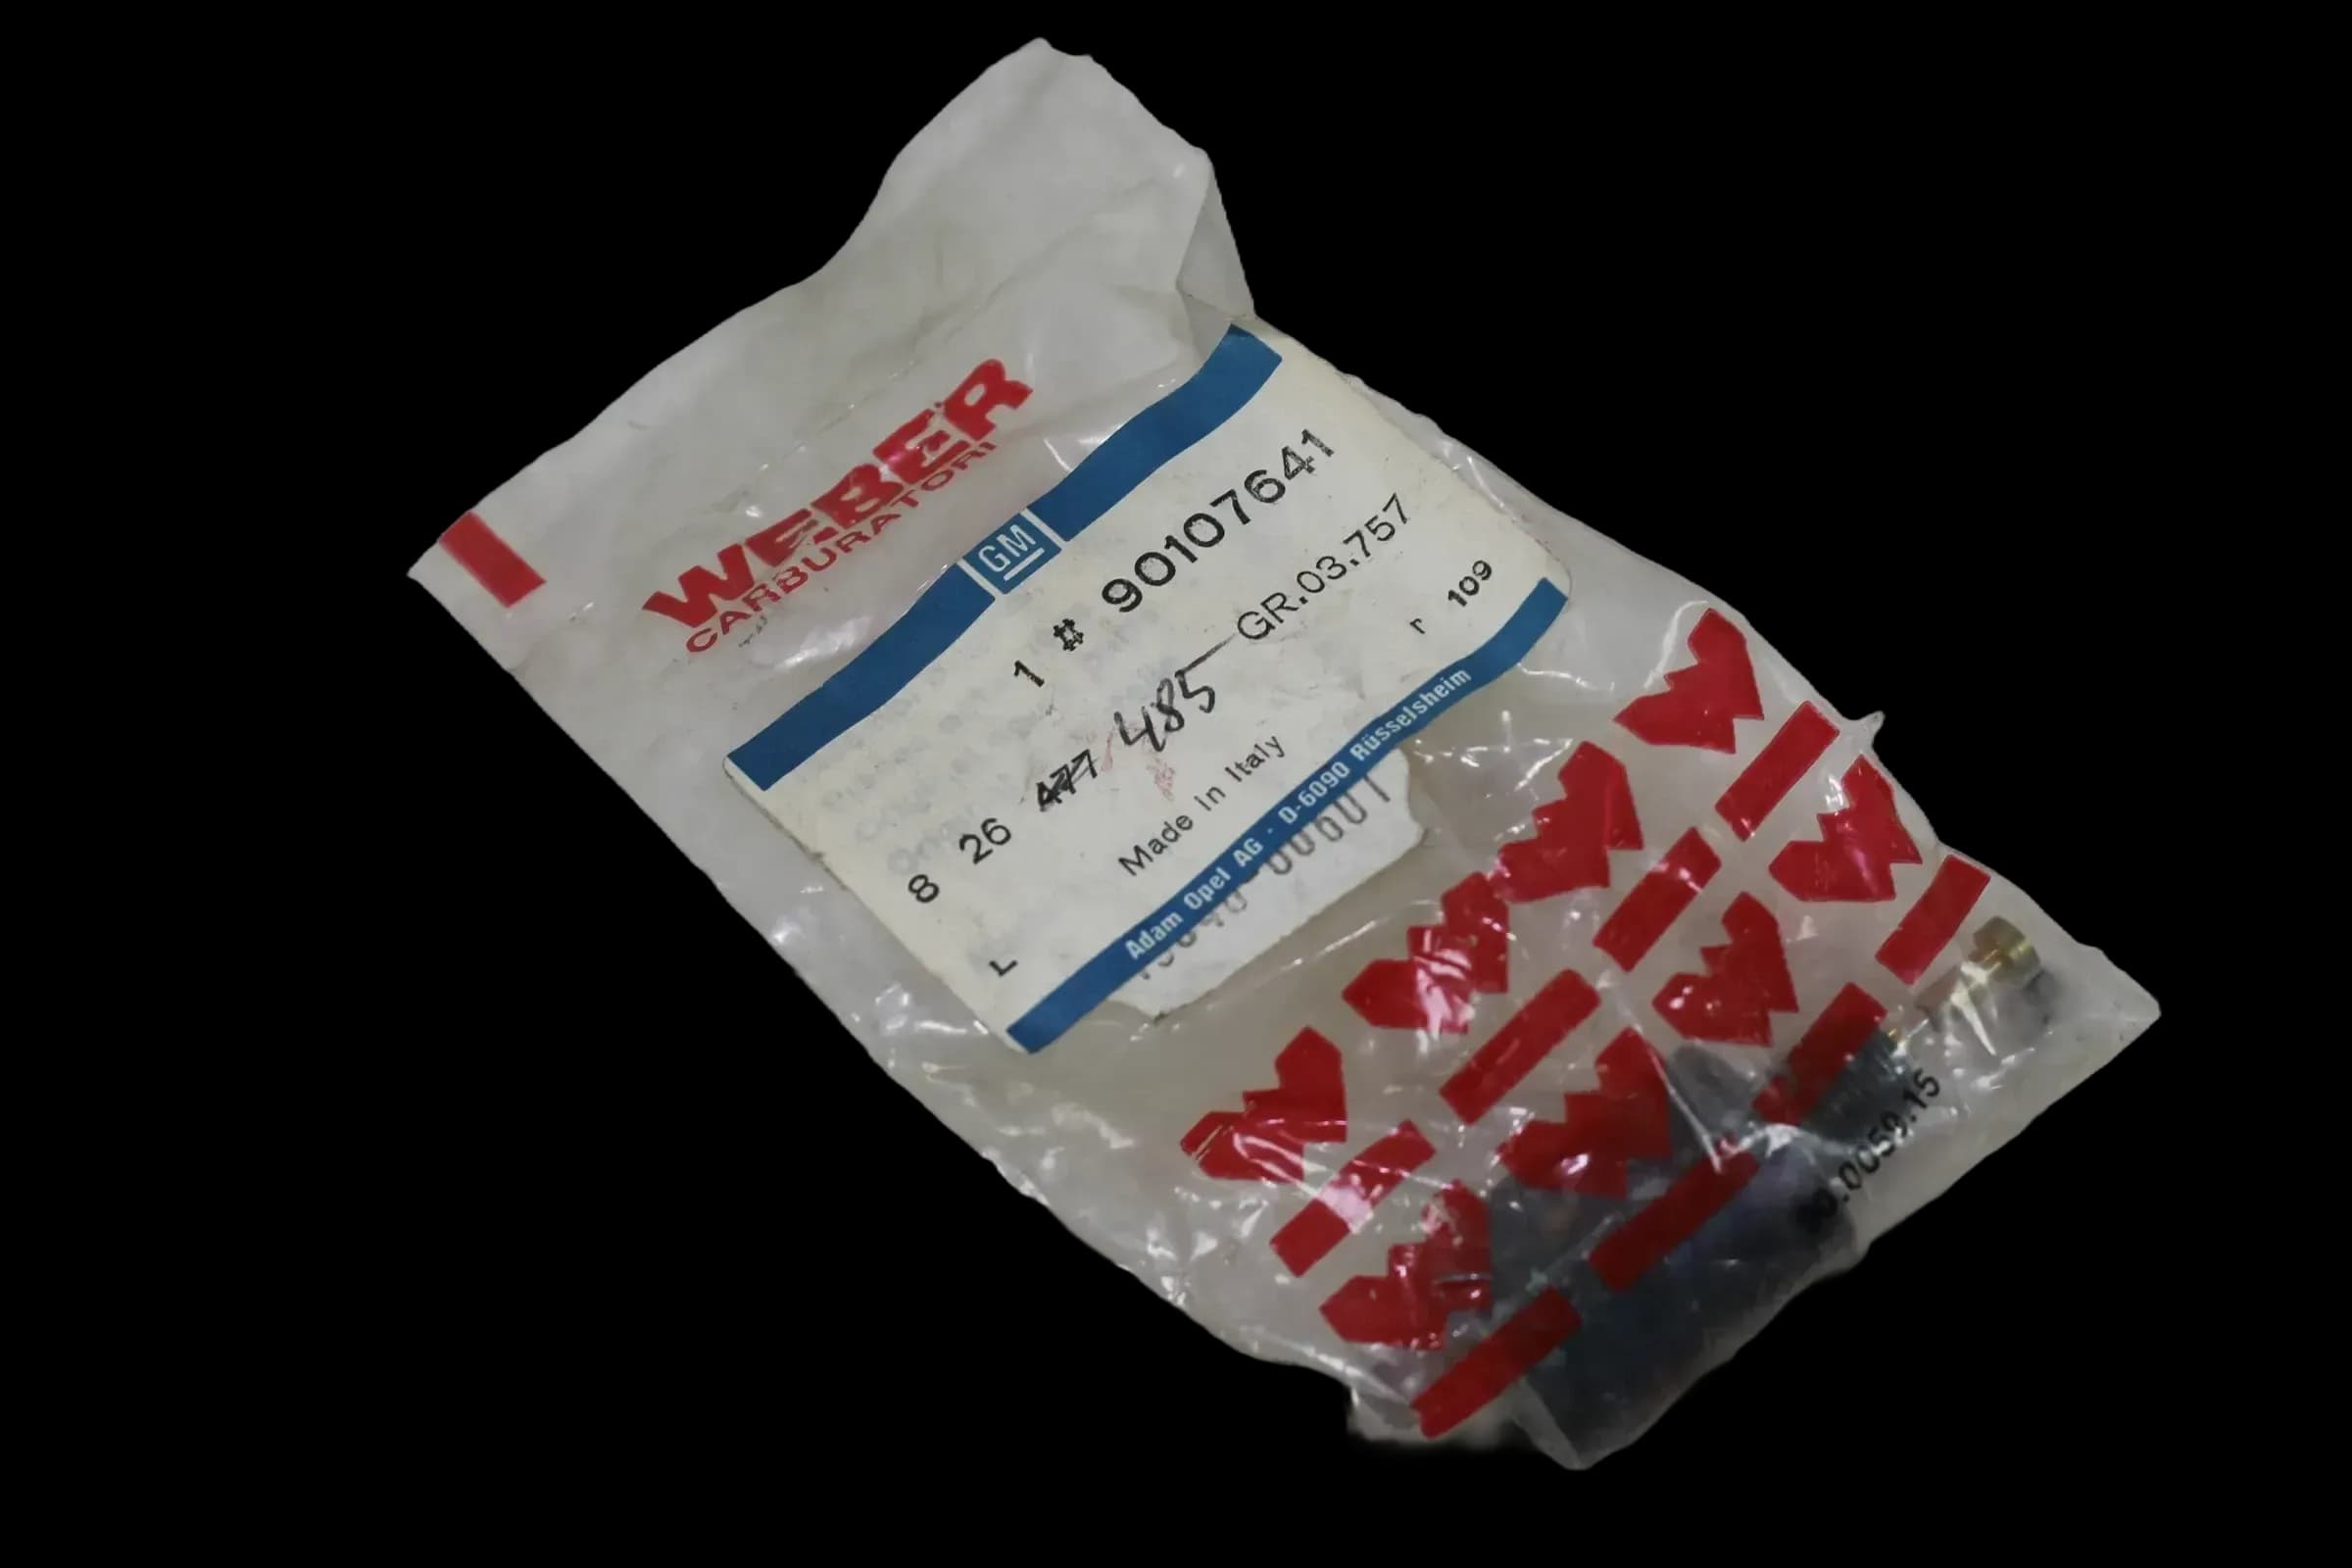 WEBER
CARBURATORI
GM
1 # 90107641
8 26 477 485 GR.03.757
r 109
L Made in Italy
Adam Opel AG · D-6090 Rüsselsheim
.0059.15